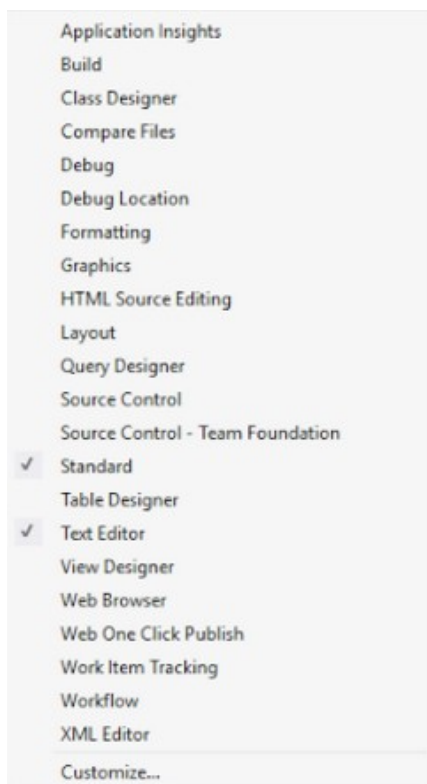 Application Insights
Build
Class Designer
Compare Files
Debug
Debug Location
Formatting
Graphics
HTML Source Editing
Layout
Query Designer
Source Control
Source Control - Team Foundation
Standard
Table Designer
Text Editor
View Designer
Web Browser
Web One Click Publish
Work Item Tracking
Workflow
XML Editor
Customize...